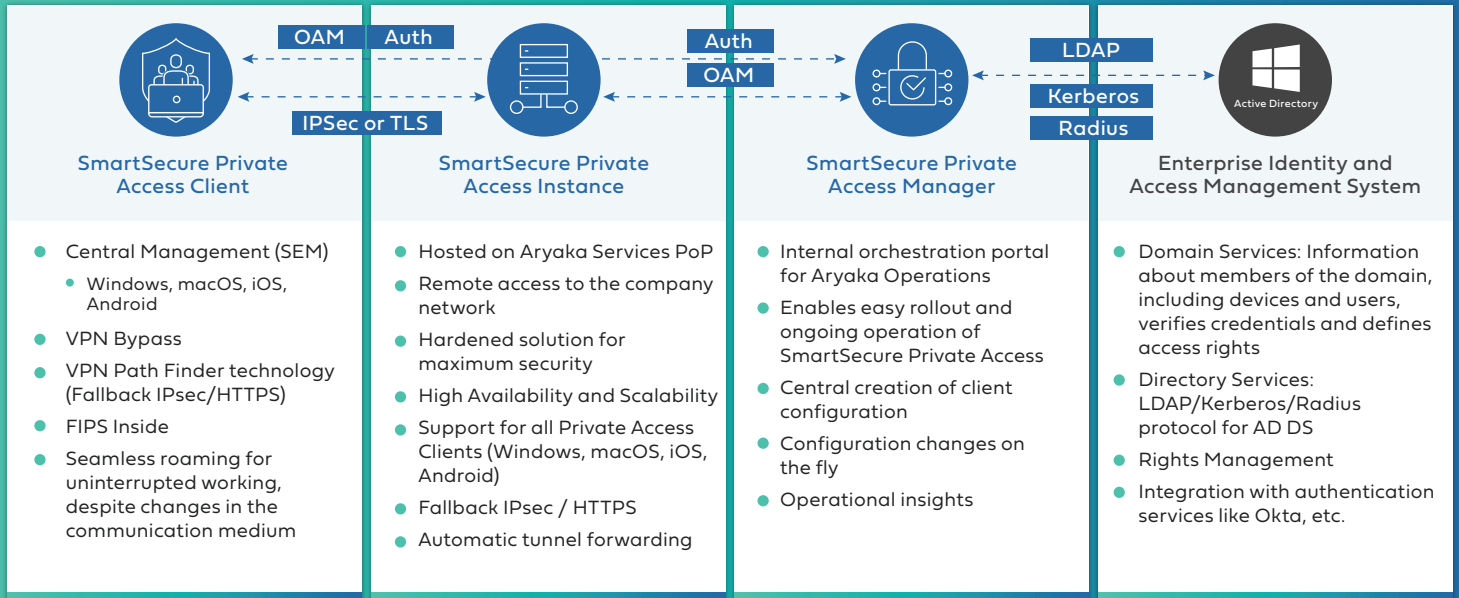 OAM Auth
IPSec or TLS
Auth
OAM
LDAP
Kerberos
Radius
Active Directory
SmartSecure Private
Access Client
Central Management (SEM)
Windows, macOS, iOS,
Android
VPN Bypass
VPN Path Finder technology
(Fallback IPsec/HTTPS)
FIPS Inside
Seamless roaming for
uninterrupted working,
despite changes in the
communication medium
SmartSecure Private
Access Instance
Hosted on Aryaka Services PoP
Remote access to the company
network
Hardened solution for
maximum security
High Availability and Scalability
Support for all Private Access
Clients (Windows, macOS, iOS,
Android)
Fallback IPsec / HTTPS
Automatic tunnel forwarding
SmartSecure Private
Access Manager
Internal orchestration portal
for Aryaka Operations
Enables easy rollout and
ongoing operation of
SmartSecure Private Access
Central creation of client
configuration
Configuration changes on
the fly
Operational insights
Enterprise Identity and
Access Management System
Domain Services: Information
about members of the domain,
including devices and users,
verifies credentials and defines
access rights
Directory Services:
LDAP/Kerberos/Radius
protocol for AD DS
Rights Management
Integration with authentication
services like Okta, etc.